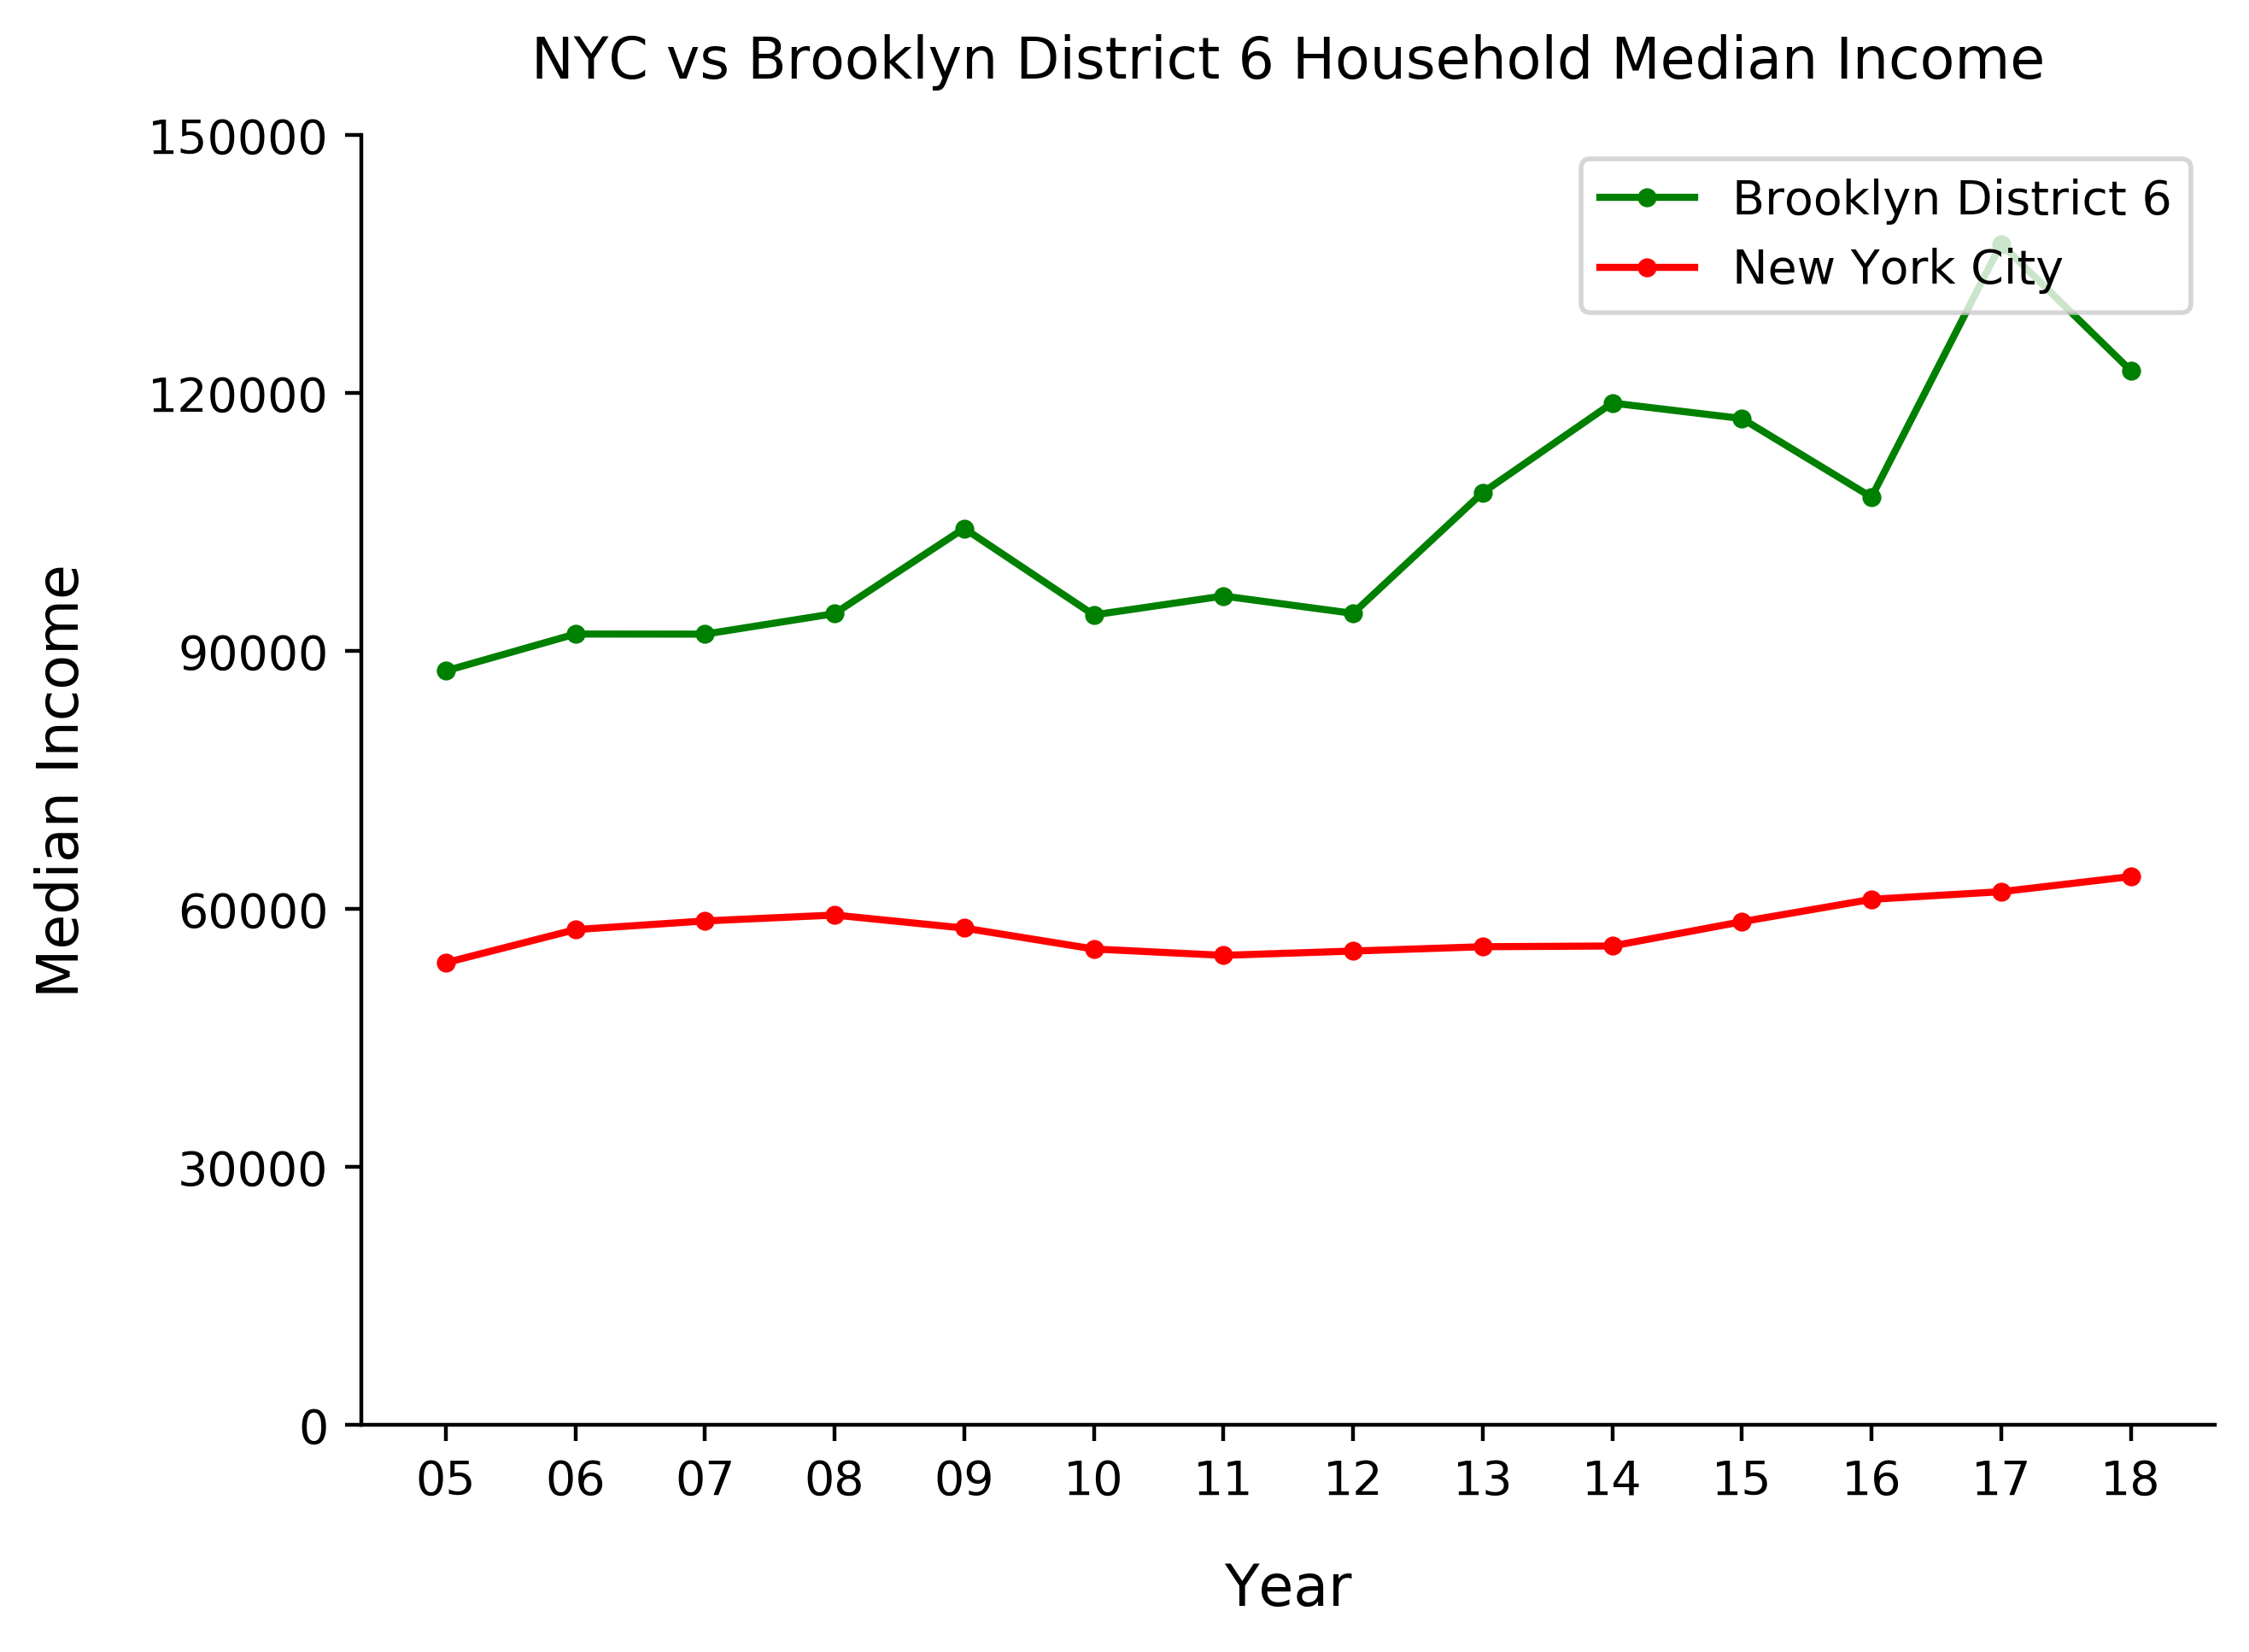 NYC vs Brooklyn District 6 Household Median Income
150000
120000
90000
60000
30000
0
Median Income
Brooklyn District 6
New York City
05 06 07 08 09 10 11 12 13 14 15 16 17 18
Year